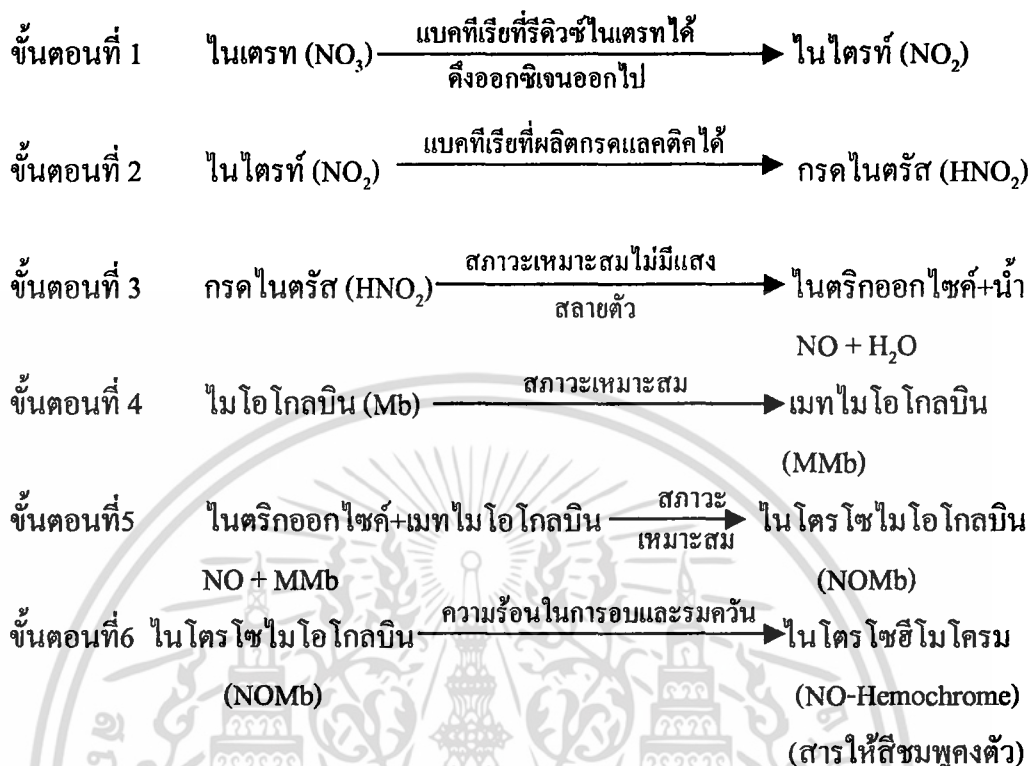 ขั้นตอนที่ 1 ไนเตรท (NO₃) แบคทีเรียที่รีดิวซ์ไนเตรทได้ ไนไตรท์ (NO₂)
ดึงออกซิเจนออกไป
ขั้นตอนที่ 2 ไนไตรท์ (NO₂) แบคทีเรียที่ผลิตกรดแลคติคได้ กรดไนตรัส (HNO₂)
ขั้นตอนที่ 3 กรดไนตรัส (HNO₂) สภาวะเหมาะสมไม่มีแสง ไนตริกออกไซด์+น้ำ
สลายตัว
NO + H₂O
ขั้นตอนที่ 4 ไมโอโกลบิน (Mb) สภาวะเหมาะสม เมทไมโอโกลบิน
(MMb)
ขั้นตอนที่5 ไนตริกออกไซด์+เมทไมโอโกลบิน สภาวะ ไนโตรโซไมโอโกลบิน
เหมาะสม
NO + MMb (NOMb)
ขั้นตอนที่6 ไนโตรโซไมโอโกลบิน ความร้อนในการอบและรมควัน ไนโตรโซฮีโมโครม
(NOMb) (NO-Hemochrome)
(สารให้สีชมพูคงตัว)